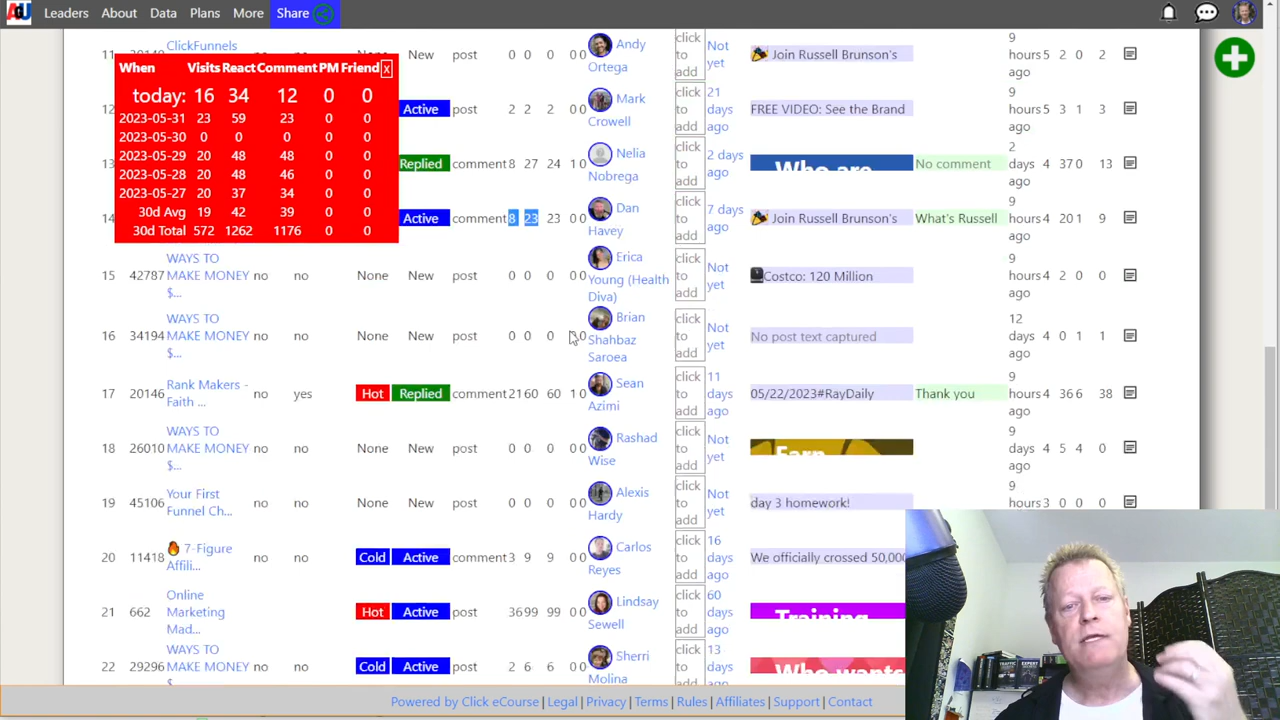 Leaders About Data Plans More Share
ClickFunnels
When Visits React Comment PM Friend x
today: 16 34 12 0 0
2023-05-31 23 59 23 0 0
2023-05-30 0 0 0 0 0
2023-05-29 20 48 48 0 0
2023-05-28 20 48 46 0 0
2023-05-27 20 37 34 0 0
30d Avg 19 42 39 0 0
30d Total 572 1262 1176 0 0
11 New post 0 0 0 0 0 Andy Ortega click to add Not yet Join Russell Brunson's 9 hours ago 5 2 0 2
12 Active post 2 2 2 0 0 Mark Crowell click to add 21 days ago FREE VIDEO: See the Brand 9 hours ago 5 3 1 3
13 Replied comment 8 27 24 1 0 Nelia Nobrega click to add 2 days ago Who are No comment 2 days ago 4 37 0 13
14 Active comment 8 23 23 0 0 Dan Havey click to add 7 days ago Join Russell Brunson's What's Russell 9 hours ago 4 20 1 9
15 42787 WAYS TO MAKE MONEY $... no no None New post 0 0 0 0 0 Erica Young (Health Diva) click to add Not yet Costco: 120 Million 9 hours ago 4 2 0 0
16 34194 WAYS TO MAKE MONEY $... no no None New post 0 0 0 0 0 Brian Shahbaz Saroea click to add Not yet No post text captured 12 days ago 4 0 1 1
17 20146 Rank Makers - Faith ... no yes Hot Replied comment 21 60 60 1 0 Sean Azimi click to add 11 days ago 05/22/2023#RayDaily Thank you 9 hours ago 4 36 6 38
18 26010 WAYS TO MAKE MONEY $... no no None New post 0 0 0 0 0 Rashad Wise click to add Not yet Earn 9 days ago 4 5 4 0
19 45106 Your First Funnel Ch... no no None New post 0 0 0 0 0 Alexis Hardy click to add Not yet day 3 homework! 9 hours 3 0 0 0
20 11418 7-Figure Affili... no no Cold Active comment 3 9 9 0 0 Carlos Reyes click to add 16 days ago We officially crossed 50,000
21 662 Online Marketing Mad... no no Hot Active post 36 99 99 0 0 Lindsay Sewell click to add 60 days ago Training
22 29296 WAYS TO MAKE MONEY no no Cold Active post 2 6 6 0 0 Sherri Molina click to add 13 days ago Who wants
Powered by Click eCourse | Legal | Privacy | Terms | Rules | Affiliates | Support | Contact